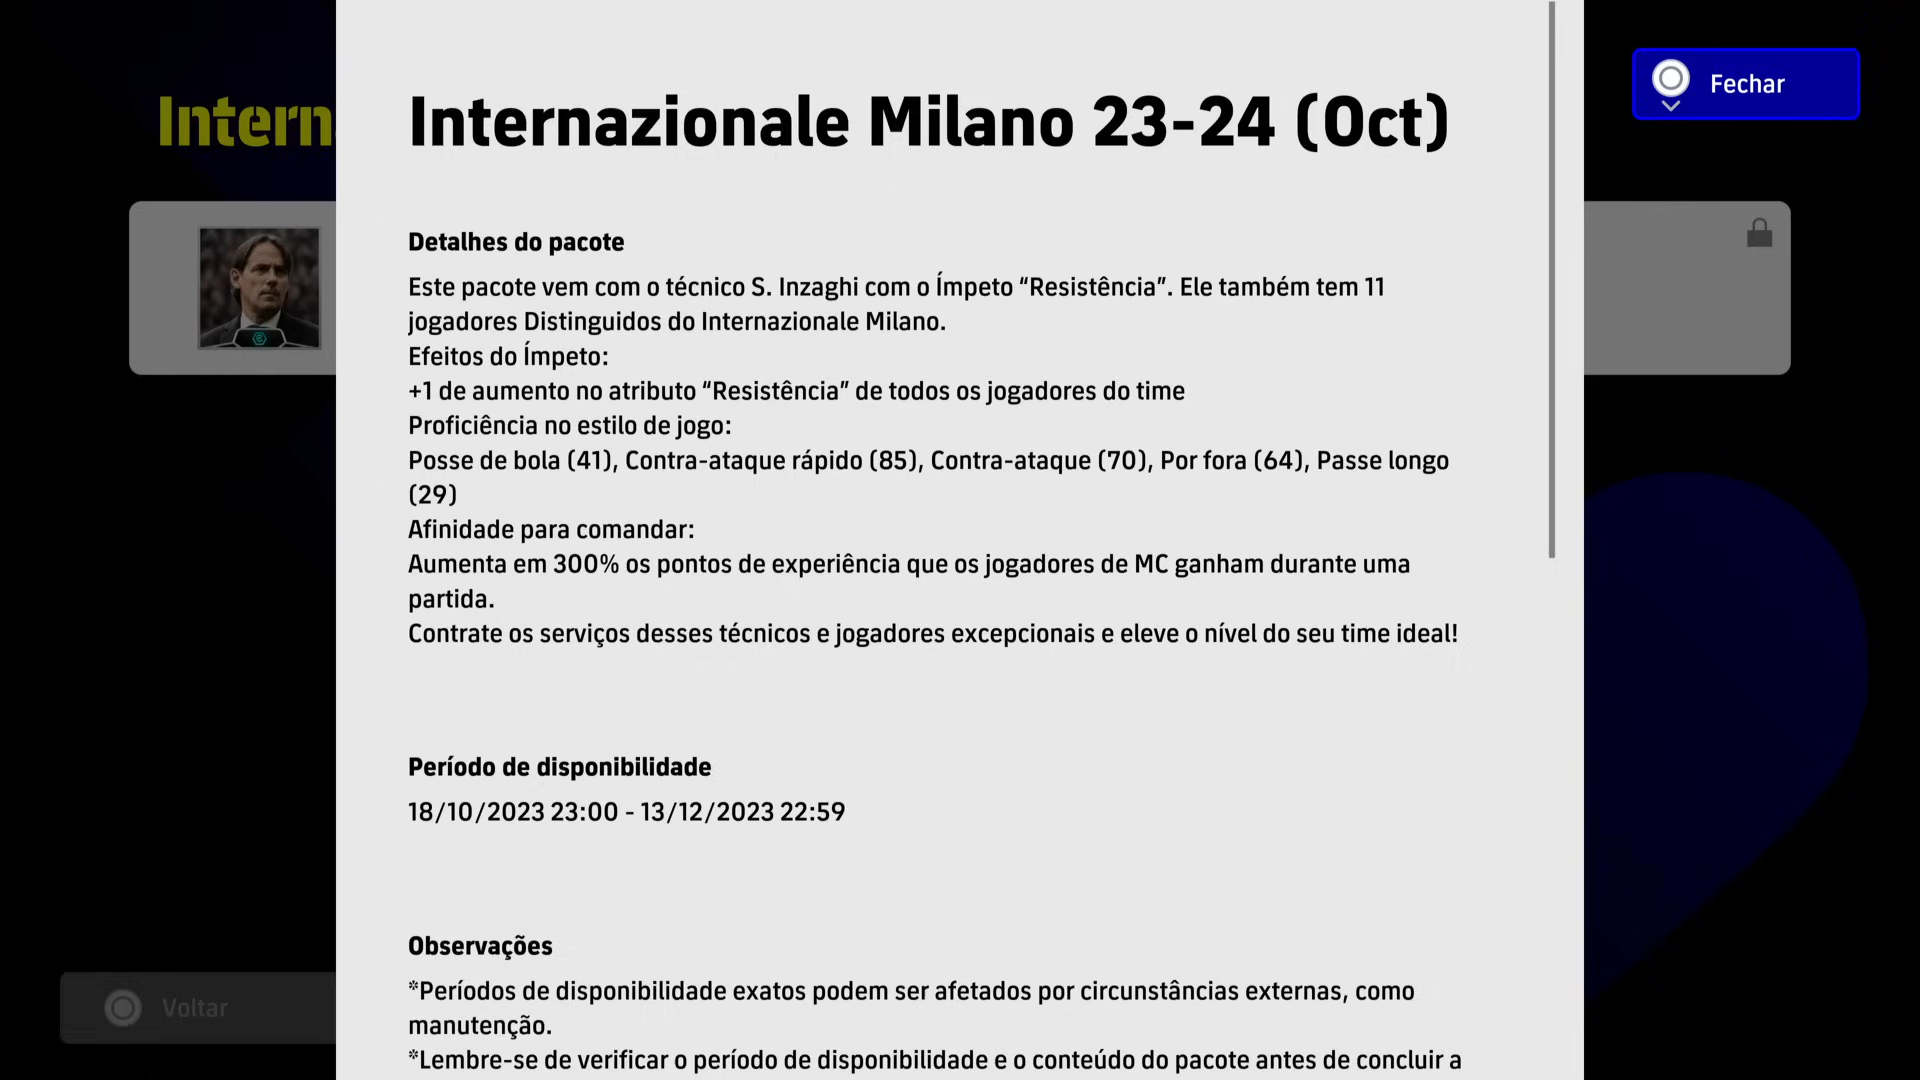 Intern
Internazionale Milano 23-24 (Oct)
Fechar
Detalhes do pacote
Este pacote vem com o técnico S. Inzaghi com o Ímpeto “Resistência”. Ele também tem 11
jogadores Distinguidos do Internazionale Milano.
Efeitos do Ímpeto:
+1 de aumento no atributo “Resistência” de todos os jogadores do time
Proficiência no estilo de jogo:
Posse de bola (41), Contra-ataque rápido (85), Contra-ataque (70), Por fora (64), Passe longo
(29)
Afinidade para comandar:
Aumenta em 300% os pontos de experiência que os jogadores de MC ganham durante uma
partida.
Contrate os serviços desses técnicos e jogadores excepcionais e eleve o nível do seu time ideal!
Período de disponibilidade
18/10/2023 23:00 - 13/12/2023 22:59
Observações
*Períodos de disponibilidade exatos podem ser afetados por circunstâncias externas, como
manutenção.
*Lembre-se de verificar o período de disponibilidade e o conteúdo do pacote antes de concluir a
Voltar